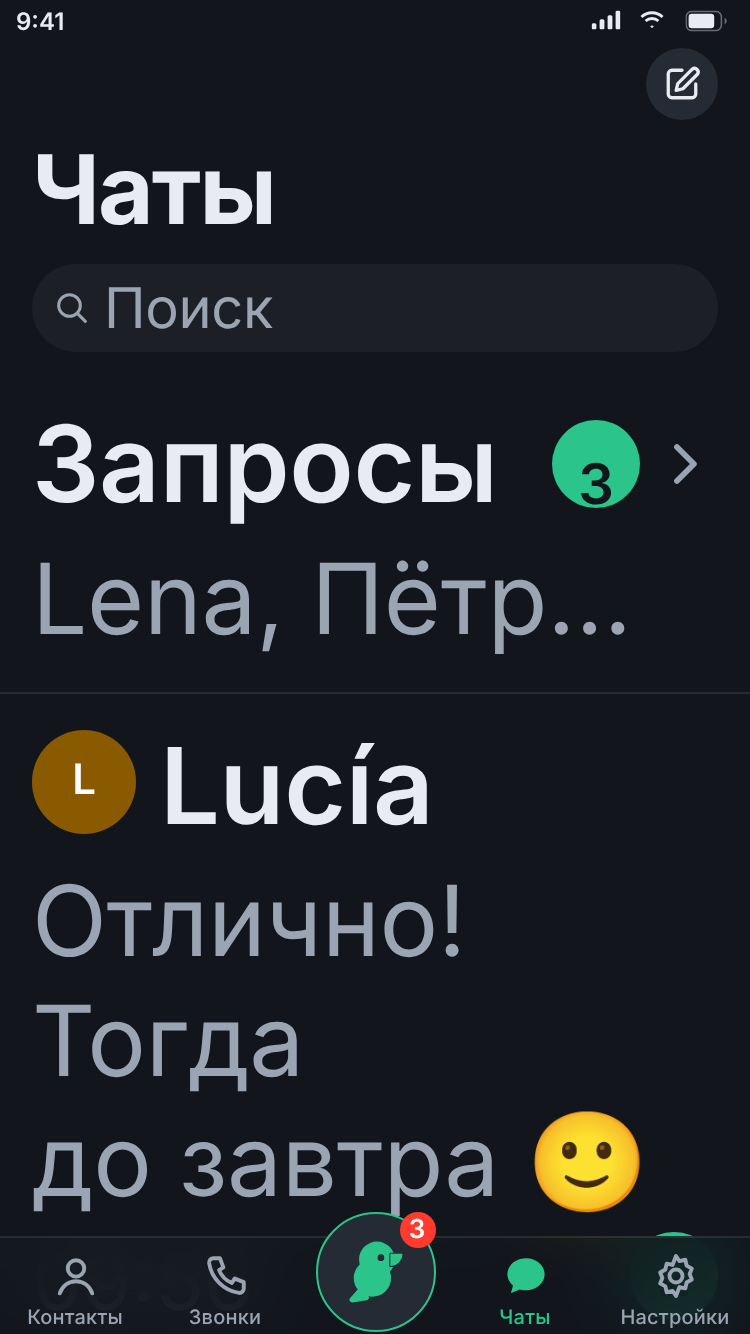 9:41
Чаты
Поиск
Запросы 3
Lena, Пётр...
L Lucía
Отлично!
Тогда
до завтра 🙂
3
Контакты Звонки Чаты Настройки